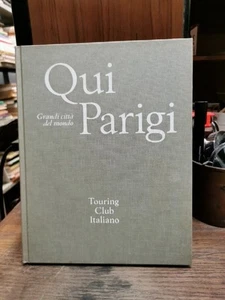 Qui
Grandi città
del mondo
Parigi
Touring
Club
Italiano